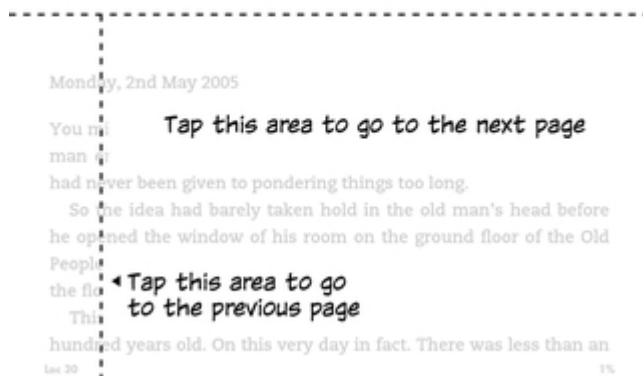 Monday, 2nd May 2005
Tap this area to go to the next page
You
man
had never been given to pondering things too long.
So the idea had barely taken hold in the old man's head before
he opened the window of his room on the ground floor of the Old
Tap this area to go
to the previous page
the
hundred years old. On this very day in fact. There was less than an
Loc 20 1%